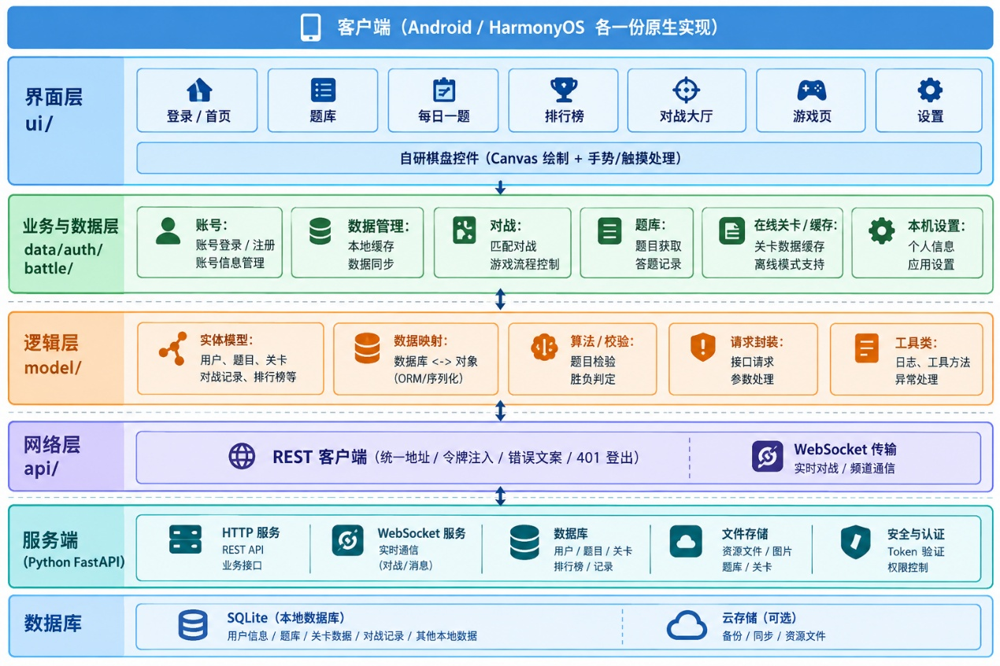 客户端（Android / HarmonyOS 各一份原生实现）
界面层
ui/
登录 / 首页
题库
每日一题
排行榜
对战大厅
游戏页
设置
自研棋盘控件（Canvas 绘制 + 手势/触摸处理）
业务与数据层
data/auth/
battle/
账号：
账号登录 / 注册
账号信息管理
数据管理：
本地缓存
数据同步
对战：
匹配对战
游戏流程控制
题库：
题目获取
答题记录
在线关卡 / 缓存：
关卡数据缓存
离线模式支持
本机设置：
个人信息
应用设置
逻辑层
model/
实体模型：
用户、题目、关卡
对战记录、排行榜等
数据映射：
数据库 <-> 对象
（ORM/序列化）
算法 / 校验：
题目检验
胜负判定
请求封装：
接口请求
参数处理
工具类：
日志、工具方法
异常处理
网络层
api/
REST 客户端（统一地址 / 令牌注入 / 错误文案 / 401 登出）
WebSocket 传输
实时对战 / 频道通信
服务端
(Python FastAPI)
HTTP 服务
REST API
业务接口
WebSocket 服务
实时通信
（对战/消息）
数据库
用户 / 题目 / 关卡
排行榜 / 记录
文件存储
资源文件 / 图片
题库 / 关卡
安全与认证
Token 验证
权限控制
数据库
SQLite（本地数据库）
用户信息 / 题库 / 关卡数据 / 对战记录 / 其他本地数据
云存储（可选）
备份 / 同步 / 资源文件